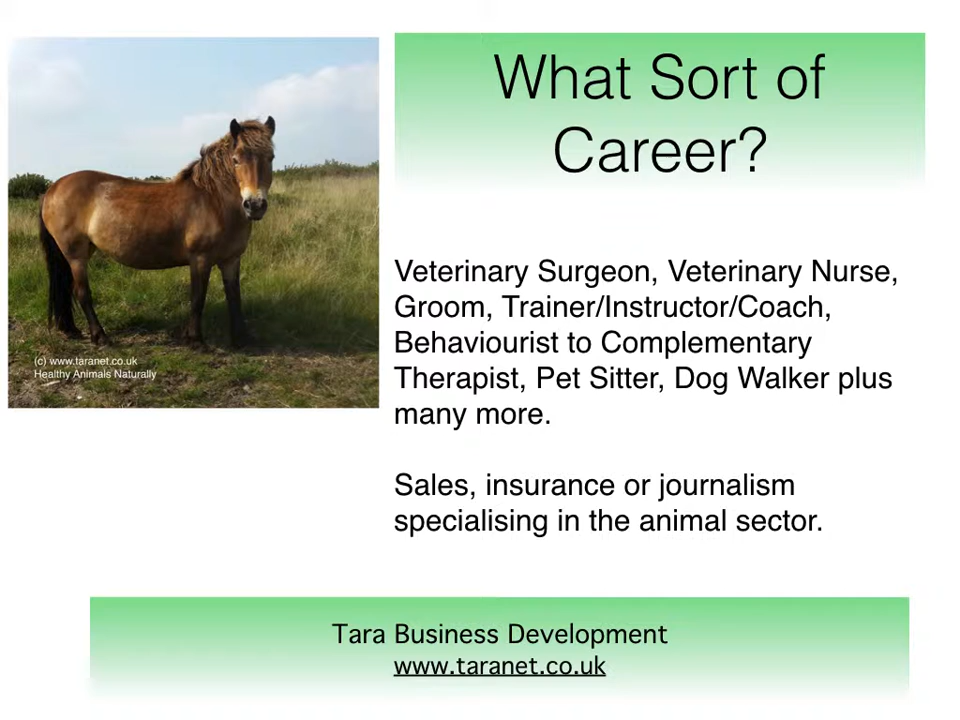 What Sort of
Career?
Veterinary Surgeon, Veterinary Nurse,
Groom, Trainer/Instructor/Coach,
Behaviourist to Complementary
Therapist, Pet Sitter, Dog Walker plus
many more.
Sales, insurance or journalism
specialising in the animal sector.
(c) www.taranet.co.uk
Healthy Animals Naturally
Tara Business Development
www.taranet.co.uk